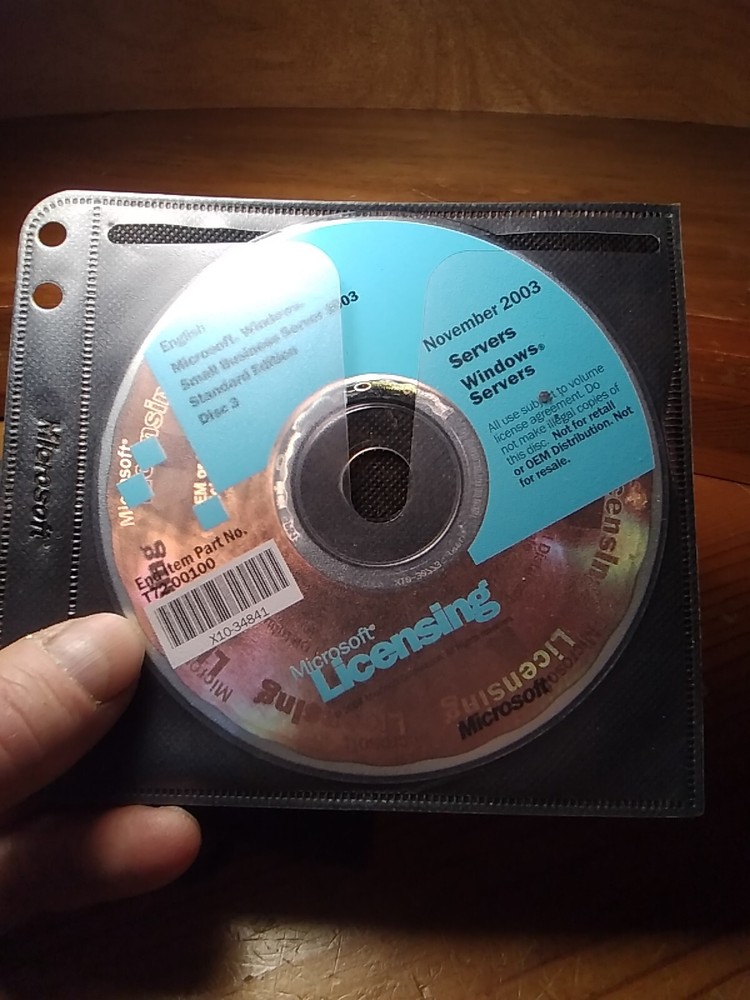 English
Microsoft® Windows®
Small Business Server 2003
Standard Edition
Disc 3
November 2003
Servers
Windows®
Servers
All use subject to volume
license agreement. Do
not make illegal copies of
this disc. Not for retail
or OEM Distribution. Not
for resale.
Microsoft®
End Item Part No.
T72-00100
X10-34841
Microsoft®
Licensing
Licensing
Microsoft
Microsoft